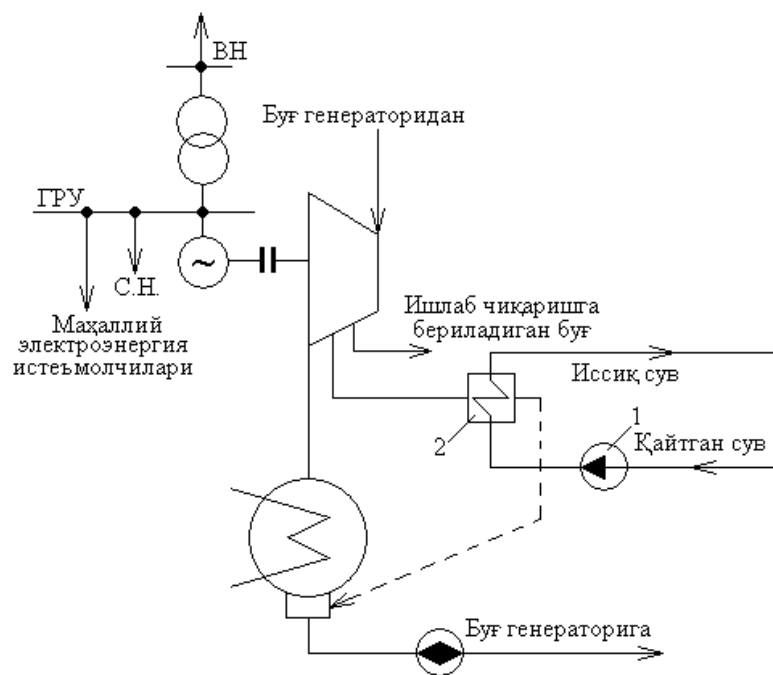 ВН
Буғ генераторидан
ГРУ
~
С.Н.
Маҳаллий
электроэнергия
истеъмолчилари
Ишлаб чиқаришга
бериладиган буғ
Иссиқ сув
1
2
Қайтган сув
Буғ генераторига